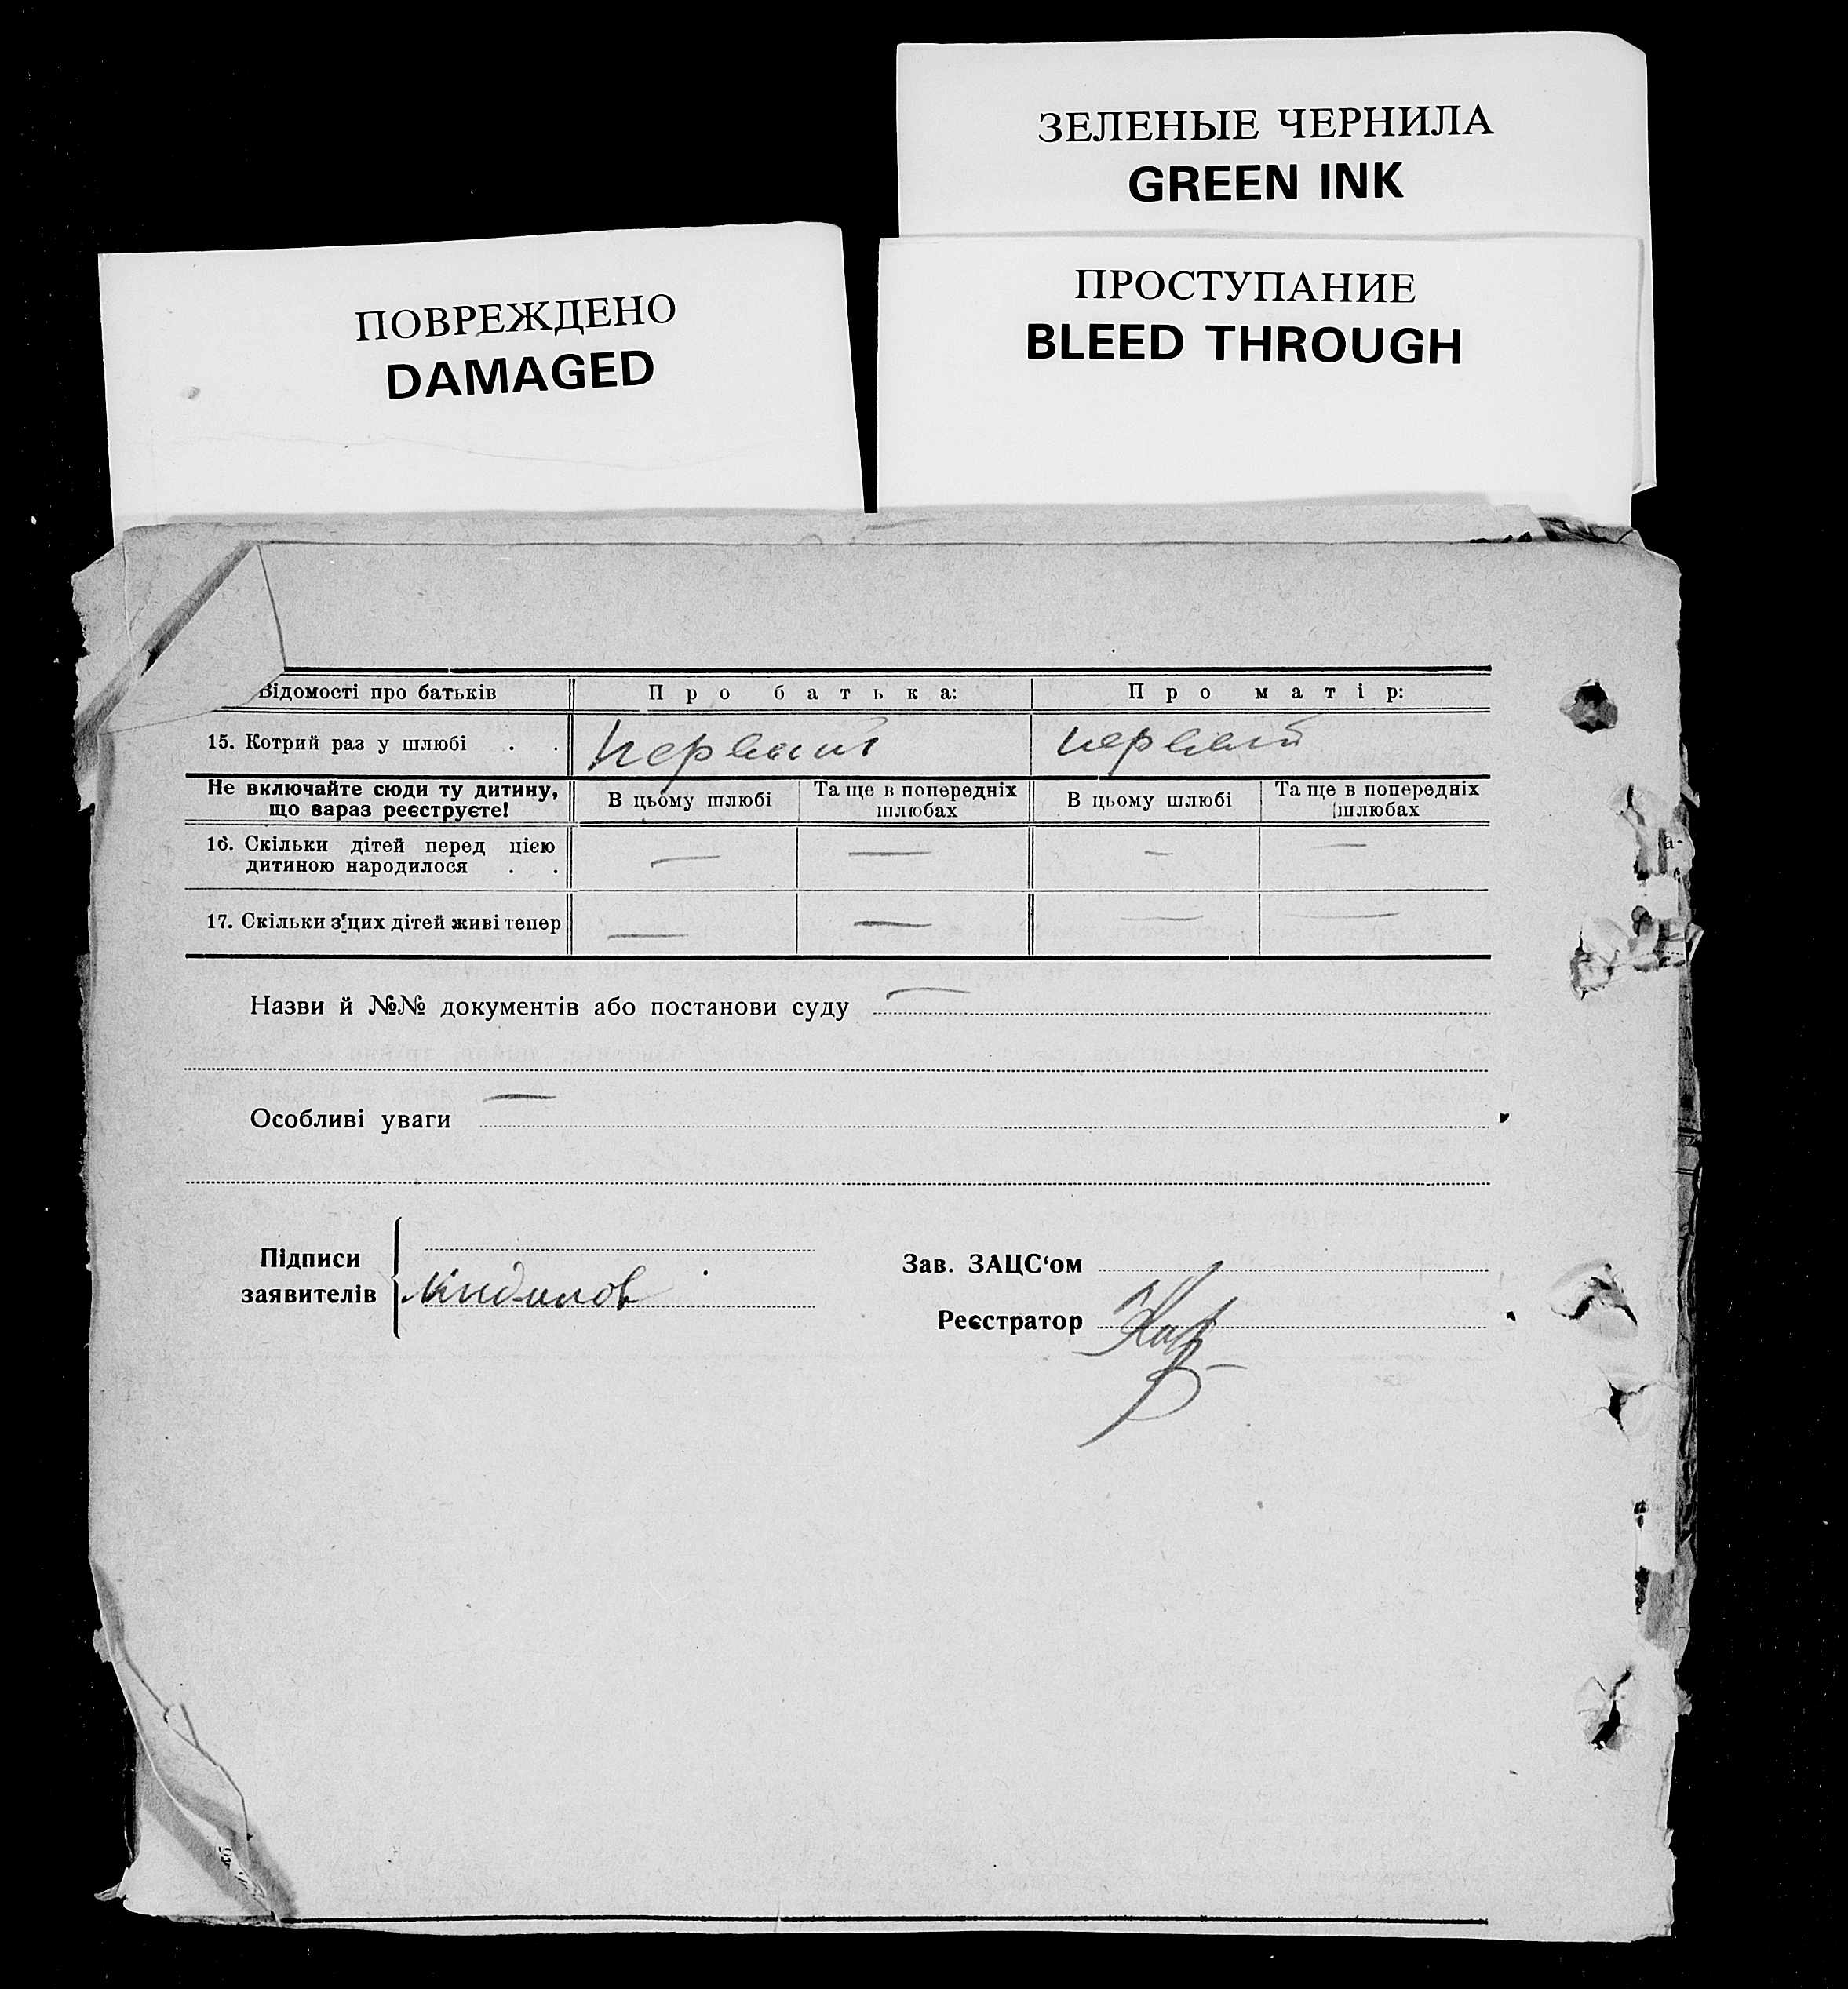 ЗЕЛЕНЫЕ ЧЕРНИЛА
GREEN INK
ПРОСТУПАНИЕ
BLEED THROUGH
ПОВРЕЖДЕНО
DAMAGED
Відомості про батьків Про батька: Про матір:
15. Котрий раз у шлюбі . . первый первый
Не включайте сюди ту дитину, що зараз реєструєте! В цьому шлюбі Та ще в попередніх шлюбах В цьому шлюбі Та ще в попередніх шлюбах
16. Скільки дітей перед цією — — — —
дитиною народилося . .
17. Скільки з цих дітей живі тепер — — — —
Назви й №№ документів або постанови суду —
Особливі уваги —
Підписи
заявителів
Зав. ЗАЦС‘ом
Реєстратор